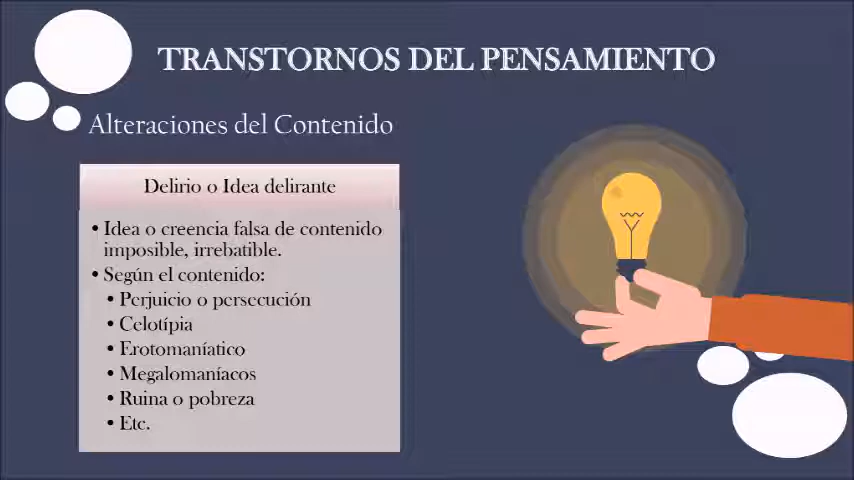 TRANSTORNOS DEL PENSAMIENTO
Alteraciones del Contenido
Delirio o Idea delirante
• Idea o creencia falsa de contenido
imposible, irrebatible.
• Según el contenido:
• Perjuicio o persecución
• Celotípia
• Erotomaníatico
• Megalomaníacos
• Ruina o pobreza
• Etc.